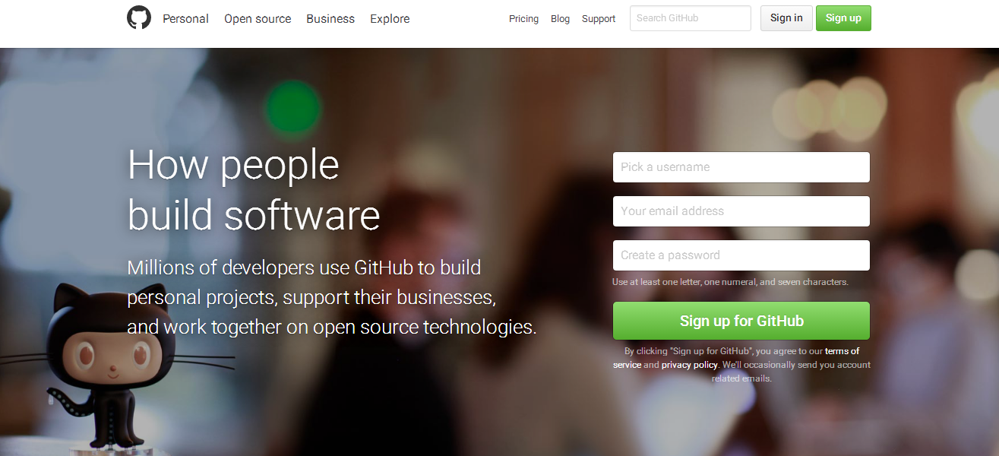 Personal Open source Business Explore Pricing Blog Support Search GitHub Sign in Sign up
How people
build software
Millions of developers use GitHub to build
personal projects, support their businesses,
and work together on open source technologies.
Pick a username
Your email address
Create a password
Use at least one letter, one numeral, and seven characters.
Sign up for GitHub
By clicking "Sign up for GitHub", you agree to our terms of
service and privacy policy. We'll occasionally send you account
related emails.